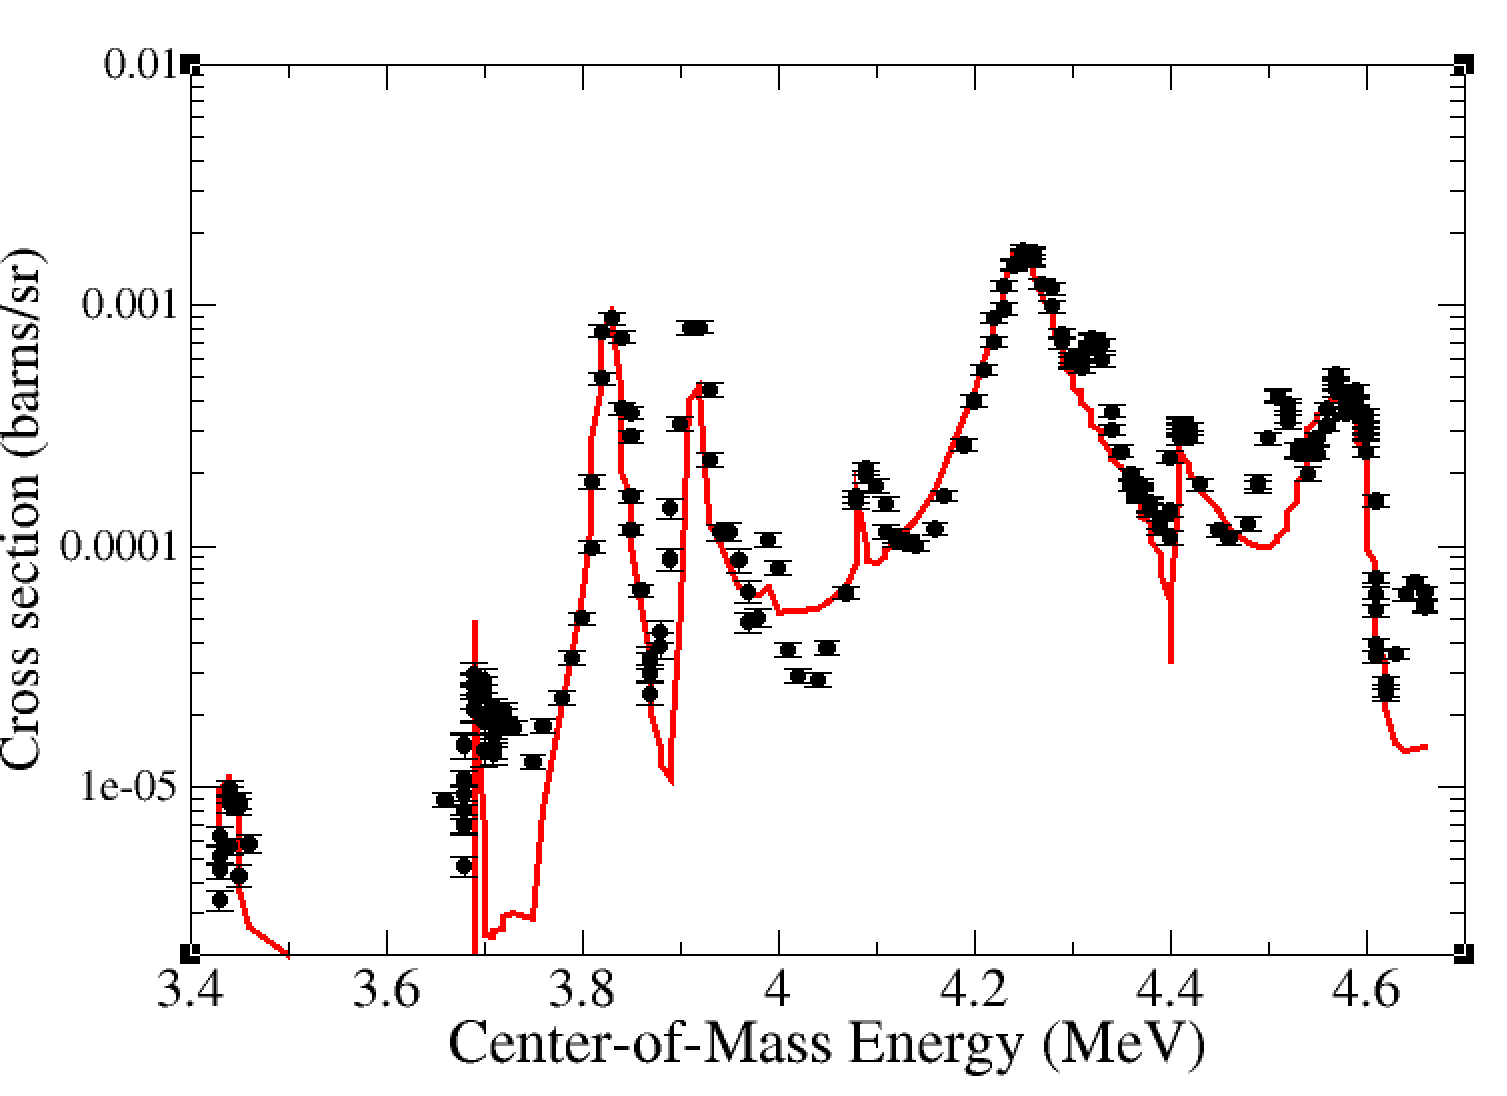 0.01
0.001
0.0001
1e-05
Cross section (barns/sr)
3.4 3.6 3.8 4 4.2 4.4 4.6
Center-of-Mass Energy (MeV)